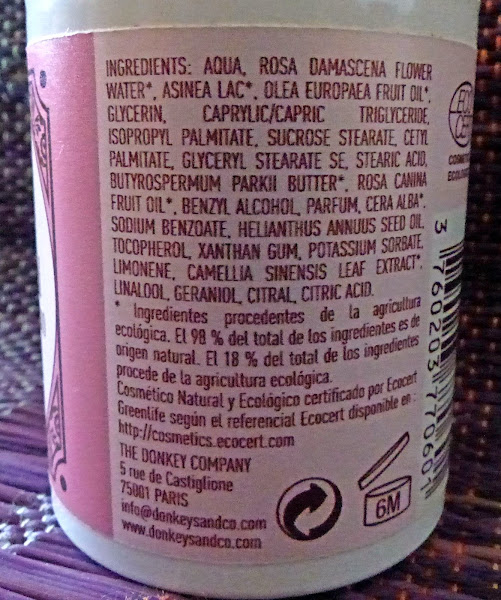 INGREDIENTS: AQUA, ROSA DAMASCENA FLOWER
WATER*, ASINEA LAC*, OLEA EUROPAEA FRUIT OIL*,
GLYCERIN, CAPRYLIC/CAPRIC TRIGLYCERIDE,
ISOPROPYL PALMITATE, SUCROSE STEARATE, CETYL
PALMITATE, GLYCERYL STEARATE SE, STEARIC ACID,
BUTYROSPERMUM PARKII BUTTER*, ROSA CANINA
FRUIT OIL*, BENZYL ALCOHOL, PARFUM, CERA ALBA*,
SODIUM BENZOATE, HELIANTHUS ANNUUS SEED OIL,
TOCOPHEROL, XANTHAN GUM, POTASSIUM SORBATE,
LIMONENE, CAMELLIA SINENSIS LEAF EXTRACT*,
LINALOOL, GERANIOL, CITRAL, CITRIC ACID.
* Ingredientes procedentes de la agricultura
ecológica. El 98 % del total de los ingredientes es de
origen natural. El 18 % del total de los ingredientes
procede de la agricultura ecológica.
Cosmético Natural y Ecológico certificado por Ecocert
Greenlife según el referencial Ecocert disponible en :
http://cosmetics.ecocert.com
THE DONKEY COMPANY
5 rue de Castiglione
75001 PARIS
info@donkeysandco.com
www.donkeysandco.com
6M
3 760203 770601